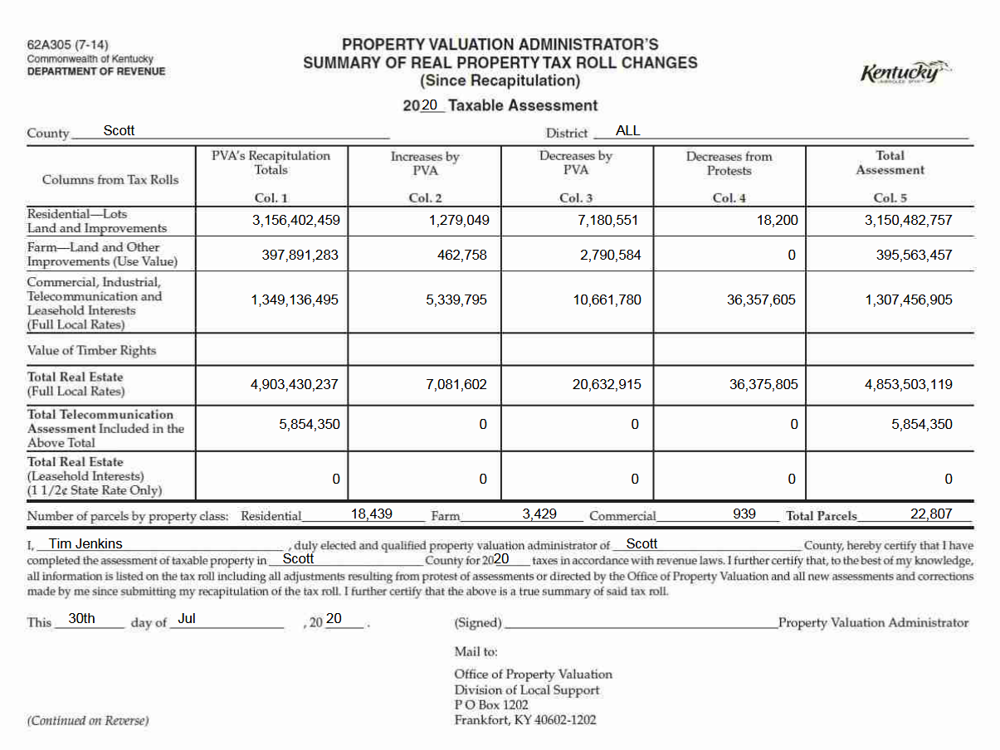 62A305 (7-14)
Commonwealth of Kentucky
DEPARTMENT OF REVENUE
PROPERTY VALUATION ADMINISTRATOR'S
SUMMARY OF REAL PROPERTY TAX ROLL CHANGES
(Since Recapitulation)
Kentucky
2020 Taxable Assessment
County Scott District ALL
Columns from Tax Rolls
PVA's Recapitulation
Totals
Col. 1
Increases by
PVA
Col. 2
Decreases by
PVA
Col. 3
Decreases from
Protests
Col. 4
Total
Assessment
Col. 5
Residential—Lots
Land and Improvements
3,156,402,459 1,279,049 7,180,551 18,200 3,150,482,757
Farm—Land and Other
Improvements (Use Value)
397,891,283 462,758 2,790,584 0 395,563,457
Commercial, Industrial,
Telecommunication and
Leasehold Interests
(Full Local Rates)
1,349,136,495 5,339,795 10,661,780 36,357,605 1,307,456,905
Value of Timber Rights
Total Real Estate
(Full Local Rates)
4,903,430,237 7,081,602 20,632,915 36,375,805 4,853,503,119
Total Telecommunication
Assessment Included in the
Above Total
5,854,350 0 0 0 5,854,350
Total Real Estate
(Leasehold Interests)
(1 1/2¢ State Rate Only)
0 0 0 0 0
Number of parcels by property class: Residential 18,439 Farm 3,429 Commercial 939 Total Parcels 22,807
I, Tim Jenkins, duly elected and qualified property valuation administrator of Scott County, hereby certify that I have
completed the assessment of taxable property in Scott County for 2020 taxes in accordance with revenue laws. I further certify that, to the best of my knowledge,
all information is listed on the tax roll including all adjustments resulting from protest of assessments or directed by the Office of Property Valuation and all new assessments and corrections
made by me since submitting my recapitulation of the tax roll. I further certify that the above is a true summary of said tax roll.
This 30th day of Jul, 2020.
(Signed) Property Valuation Administrator
Mail to:
Office of Property Valuation
Division of Local Support
P O Box 1202
Frankfort, KY 40602-1202
(Continued on Reverse)